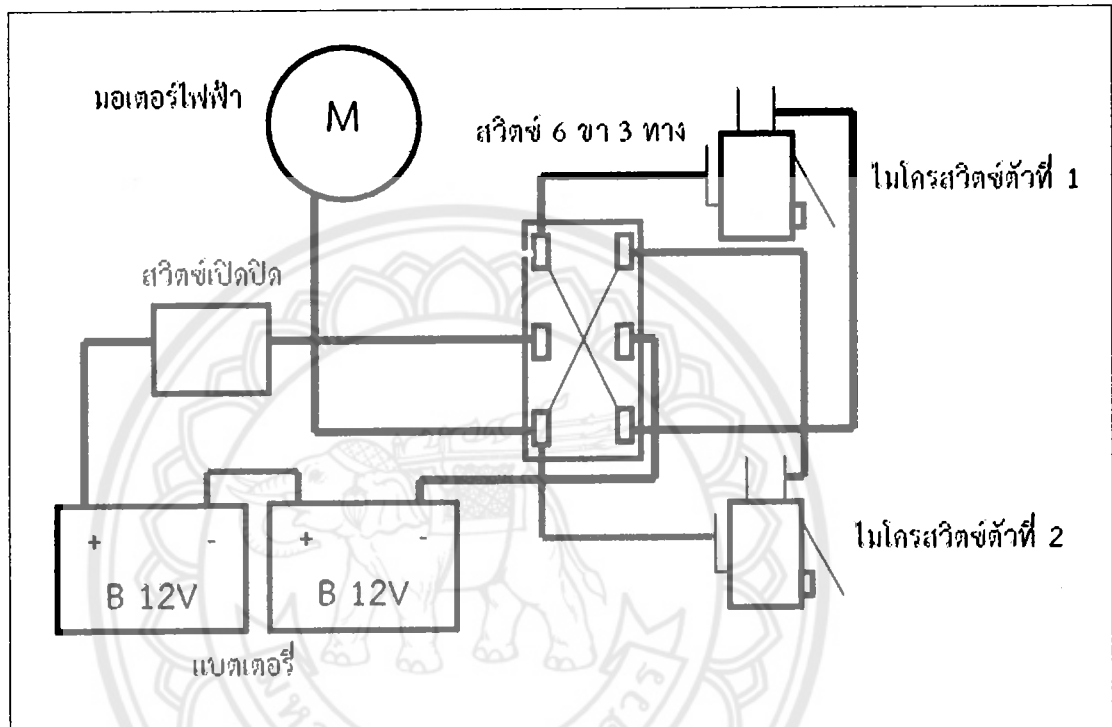 มอเตอร์ไฟฟ้า
M
สวิตซ์ 6 ขา 3 ทาง
ไมโครสวิตซ์ตัวที่ 1
สวิตซ์เปิดปิด
+ -
+ -
B 12V
B 12V
ไมโครสวิตซ์ตัวที่ 2
แบตเตอรี่